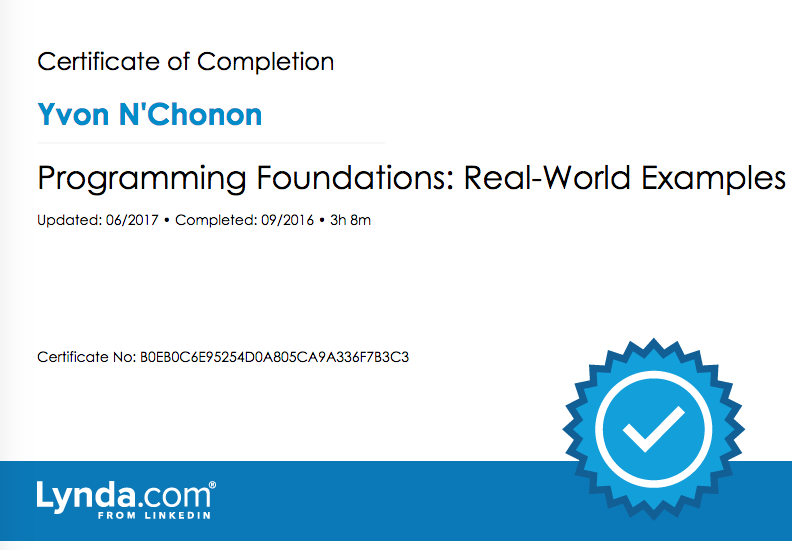 Certificate of Completion
Yvon N'Chonon
Programming Foundations: Real-World Examples
Updated: 06/2017 • Completed: 09/2016 • 3h 8m
Certificate No: B0EB0C6E95254D0A805CA9A336F7B3C3
Lynda.com®
FROM LINKEDIN